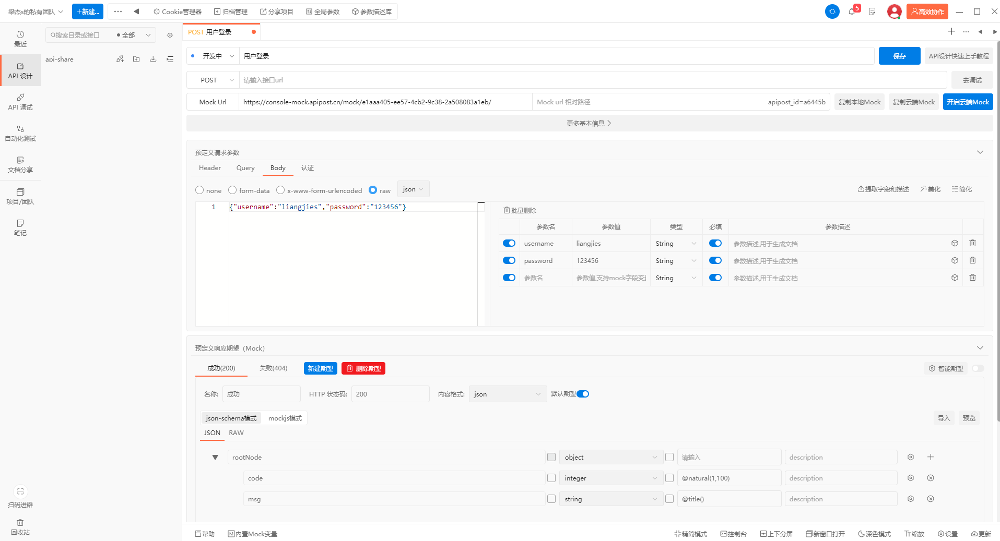 梁杰s的私有团队
+新建...
Cookie管理器
归档管理
分享项目
全局参数
参数描述库
5
高效协作
最近
API 设计
API 调试
自动化测试
文档分享
项目/团队
笔记
扫码进群
回收站
搜索目录或接口
全部
api-share
POST 用户登录
开发中
用户登录
保存
API设计快速上手教程
POST
请输入接口url
去调试
Mock Url
https://console-mock.apipost.cn/mock/e1aaa405-ee57-4cb2-9c38-2a508083a1eb/
Mock url 相对路径
apipost_id=a6445b
复制本地Mock
复制云端Mock
开启云端Mock
更多基本信息
预定义请求参数
Header
Query
Body
认证
none
form-data
x-www-form-urlencoded
raw
json
提取字段和描述
美化
简化
1
{"username":"liangjies","password":"123456"}
批量删除
参数名 参数值 类型 必填 参数描述
username liangjies String 参数描述,用于生成文档
password 123456 String 参数描述,用于生成文档
参数名 参数值,支持mock字段变 String 参数描述,用于生成文档
预定义响应期望（Mock）
成功(200)
失败(404)
新建期望
删除期望
智能期望
名称: 成功
HTTP 状态码: 200
内容格式: json
默认期望
json-schema模式
mockjs模式
导入
预览
JSON
RAW
rootNode object 请输入 description
code integer @natural(1,100) description
msg string @title() description
帮助
内置Mock变量
精简模式
控制台
上下分屏
新窗口打开
深色模式
Tr缩放
设置
更新